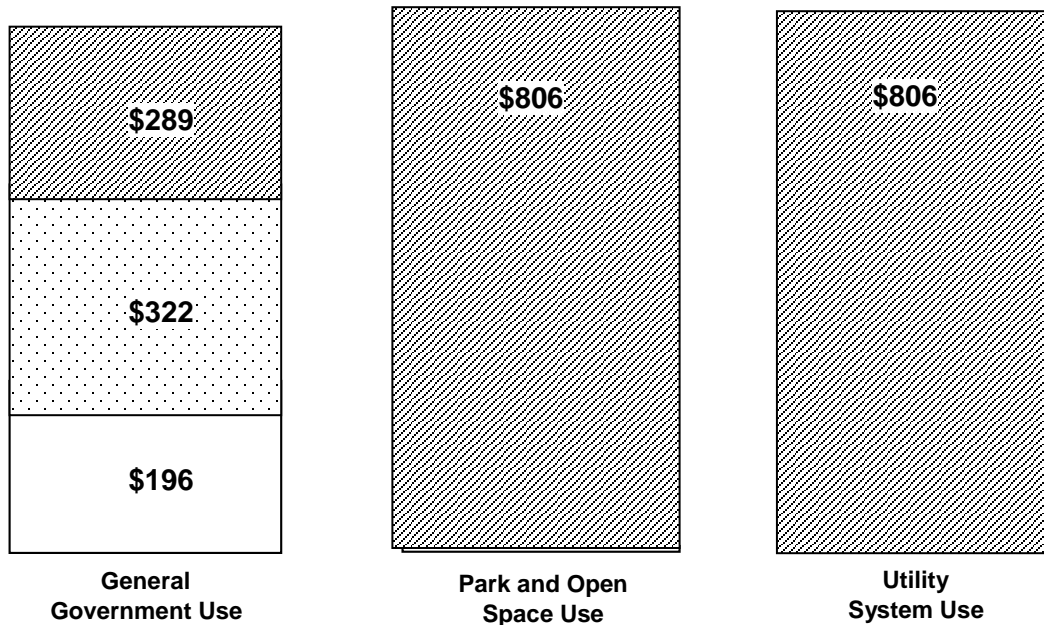 $289
$322
$196
General
Government Use
$806
Park and Open
Space Use
$806
Utility
System Use